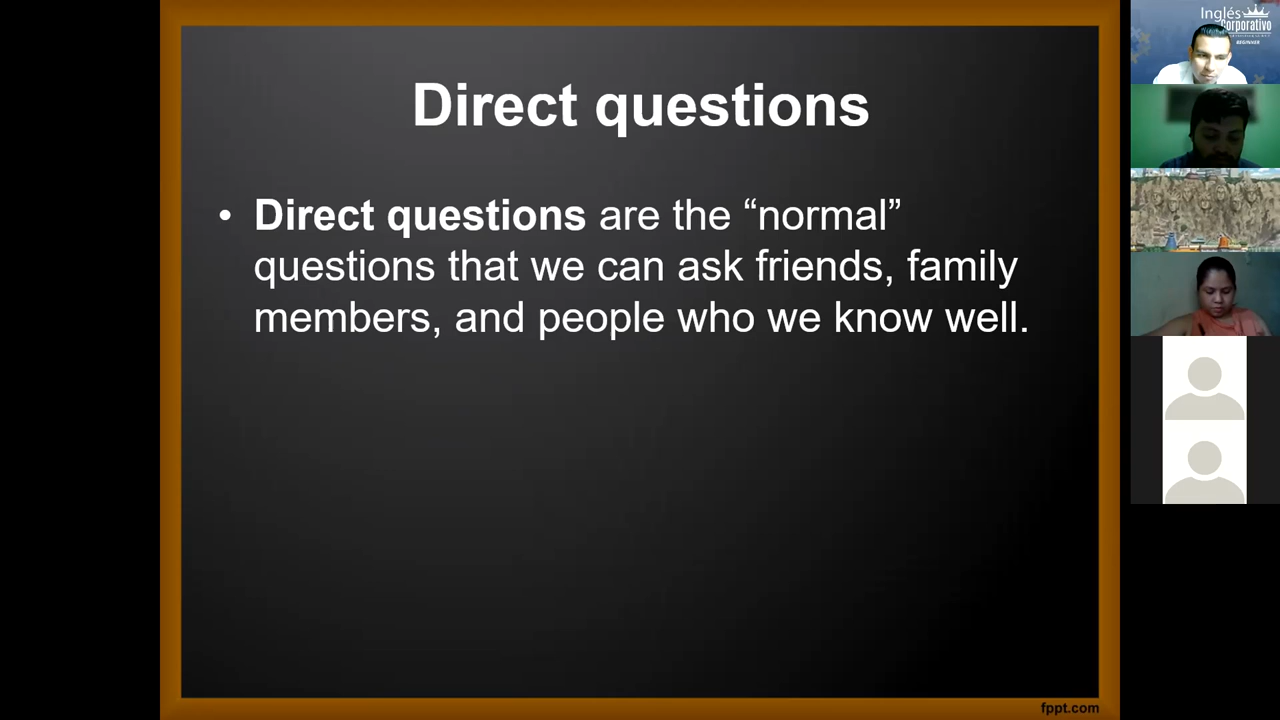 Direct questions
• Direct questions are the “normal”
questions that we can ask friends, family
members, and people who we know well.
fppt.com
Inglés
Corporativo
BEGINNER